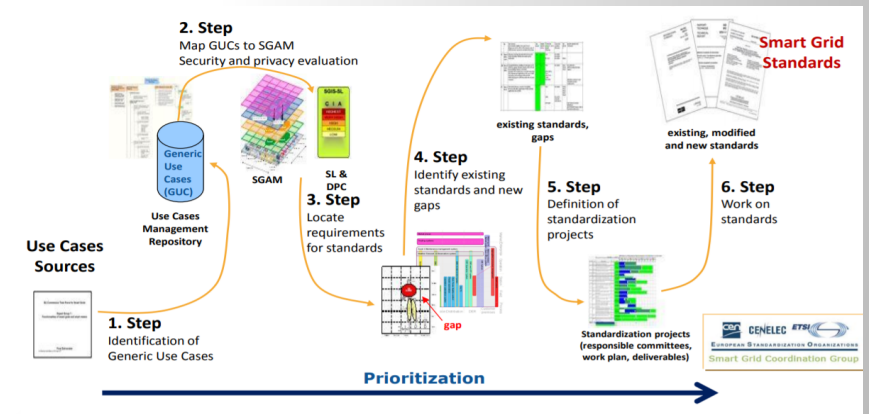 2. Step
Map GUCs to SGAM
Security and privacy evaluation
Smart Grid
Standards
SGIS-SL
C I A
Generic
Use
Cases
(GUC)
existing standards,
gaps
existing, modified
and new standards
SGAM
SL &
DPC
4. Step
Identify existing
standards and new
gaps
5. Step
Definition of
standardization
projects
6. Step
Work on
standards
3. Step
Locate
requirements
for standards
Use Cases
Management
Repository
Use Cases
Sources
gap
1. Step
Identification of
Generic Use Cases
Standardization projects
(responsible committees,
work plan, deliverables)
CEN CENELEC ETSI
EUROPEAN STANDARDIZATION ORGANIZATIONS
Smart Grid Coordination Group
Prioritization